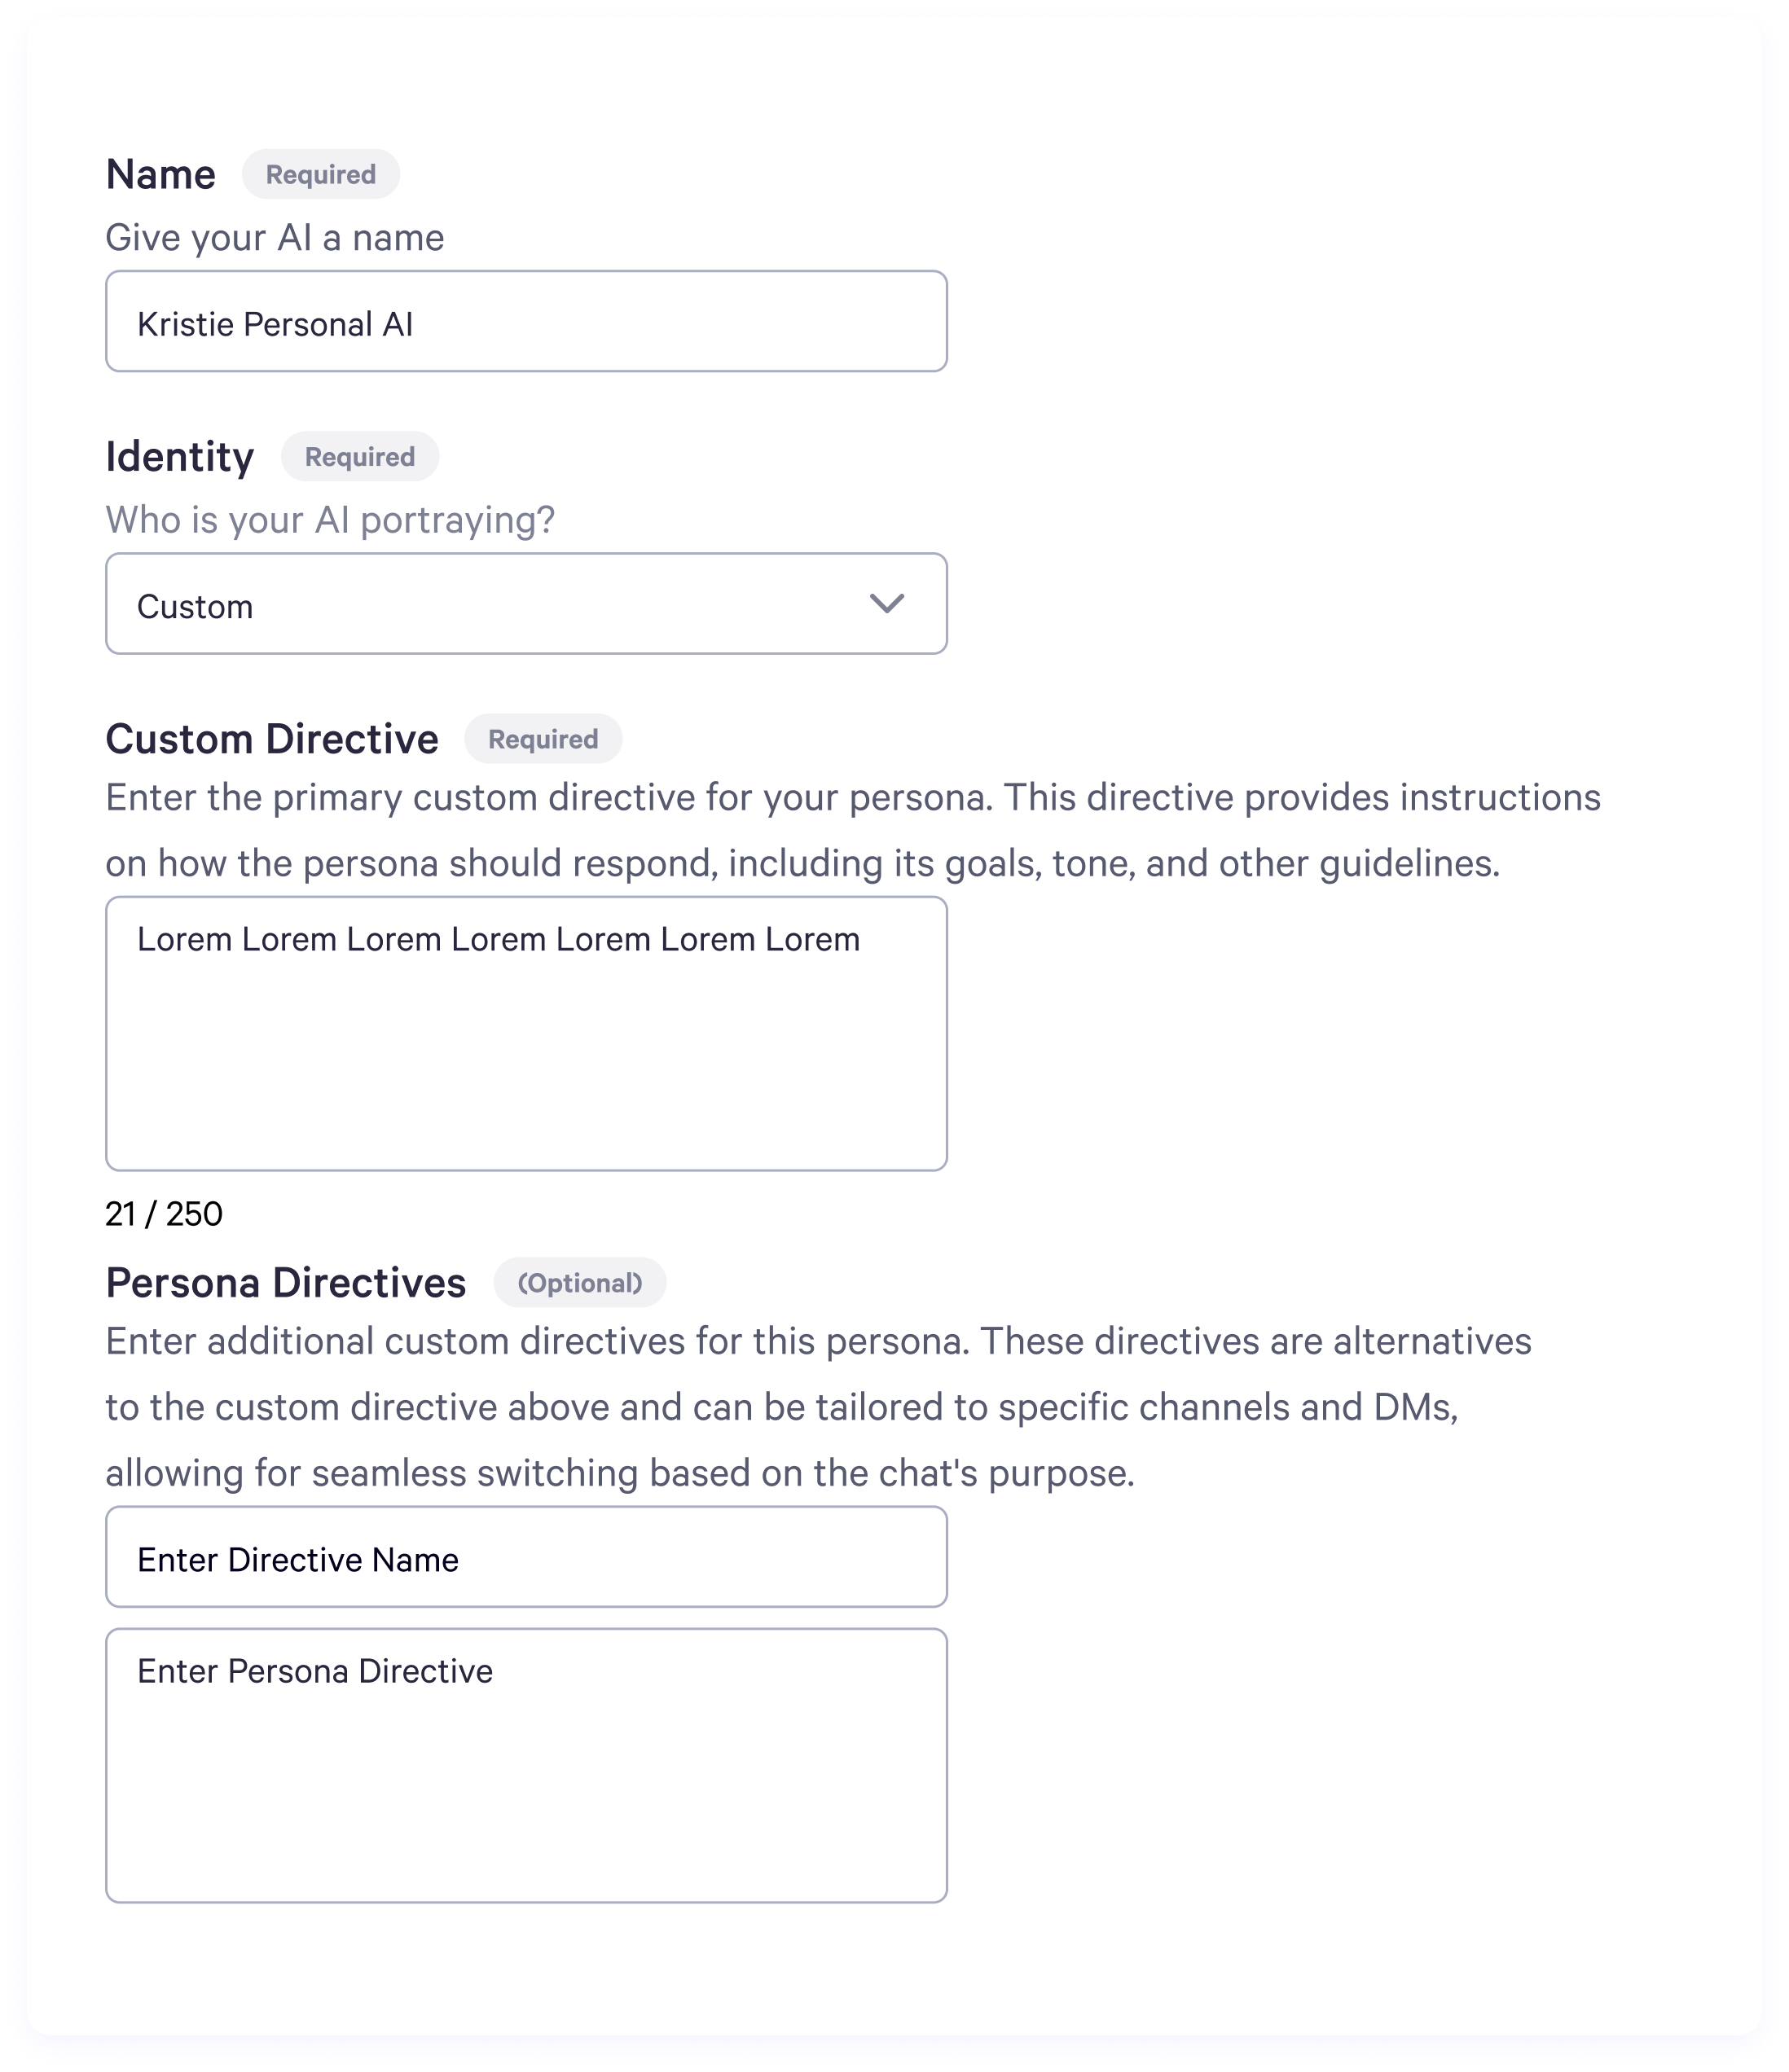 Name Required
Give your AI a name
Kristie Personal AI
Identity Required
Who is your AI portraying?
Custom
Custom Directive Required
Enter the primary custom directive for your persona. This directive provides instructions
on how the persona should respond, including its goals, tone, and other guidelines.
Lorem Lorem Lorem Lorem Lorem Lorem Lorem
21 / 250
Persona Directives (Optional)
Enter additional custom directives for this persona. These directives are alternatives
to the custom directive above and can be tailored to specific channels and DMs,
allowing for seamless switching based on the chat's purpose.
Enter Directive Name
Enter Persona Directive